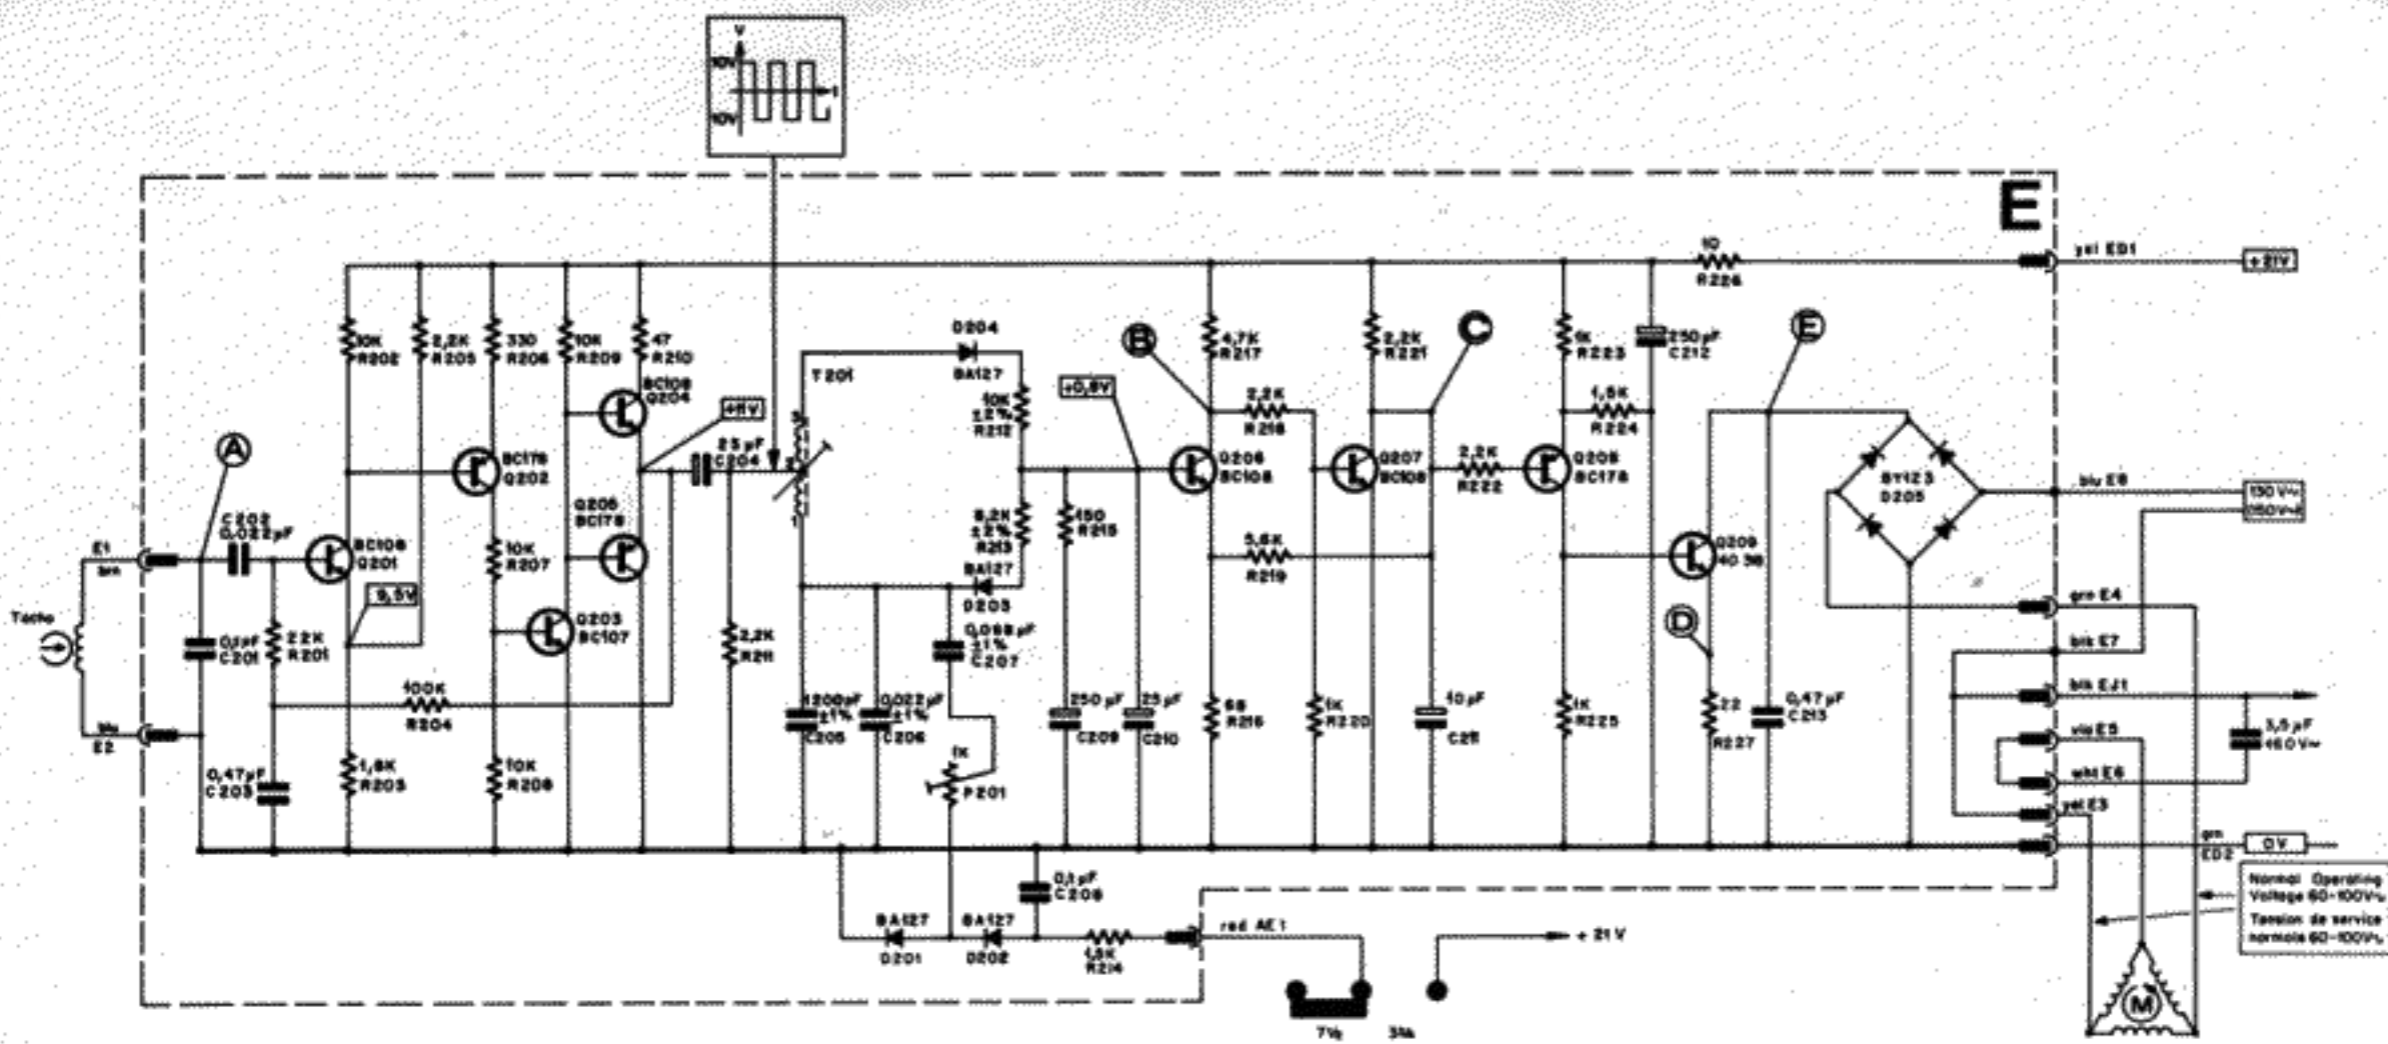 V
10V
10V
t
E
yel ED1
+21V
10
R226
10K
R202
2,2K
R205
330
R206
10K
R209
47
R210
BC108
Q204
+11V
25µF
C204
T201
3
2
1
D204
BA127
10K
±2%
R212
+0,8V
B
4,7K
R217
2,2K
R218
2,2K
R221
C
1K
R223
1,5K
R224
250µF
C212
E
A
BC178
Q202
Q205
BC178
C202
0,022µF
BC108
Q201
E1
brn
Tacho
9,5V
10K
R207
Q203
BC107
8,2K
±2%
R213
BA127
D203
150
R215
Q206
BC108
Q207
BC108
2,2K
R222
Q208
BC178
5,6K
R219
Q209
BY123
D205
blu E8
130V~
grn E4
D
0,1µF
C201
22K
R201
100K
R204
2,2K
R211
0,068µF
±1%
C207
blk E7
blk EJ1
blu
E2
0,47µF
C203
1,8K
R203
10K
R208
1200pF
±1%
C205
0,022µF
±1%
C206
1K
P201
250µF
C209
25µF
C210
68
R216
1K
R220
10µF
C211
1K
R225
22
R227
0,47µF
C213
vio E5
3,5µF
wht E6
yel E3
grn
ED2
0V
0,1µF
C208
BA127
D201
BA127
D202
1,5K
R214
red AE1
+21V
7½
3¾
Normal Operating
Voltage 60-100V~
Tension de service
normale 60-100V~
M